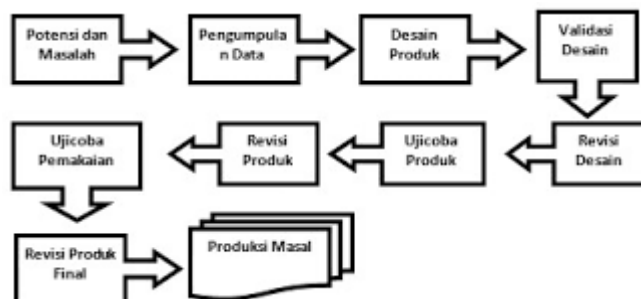 Potensi dan
Masalah
Pengumpula
n Data
Desain
Produk
Validasi
Desain
Ujicoba
Pemakaian
Revisi
Produk
Ujicoba
Produk
Revisi
Desain
Revisi Produk
Final
Produksi Masal